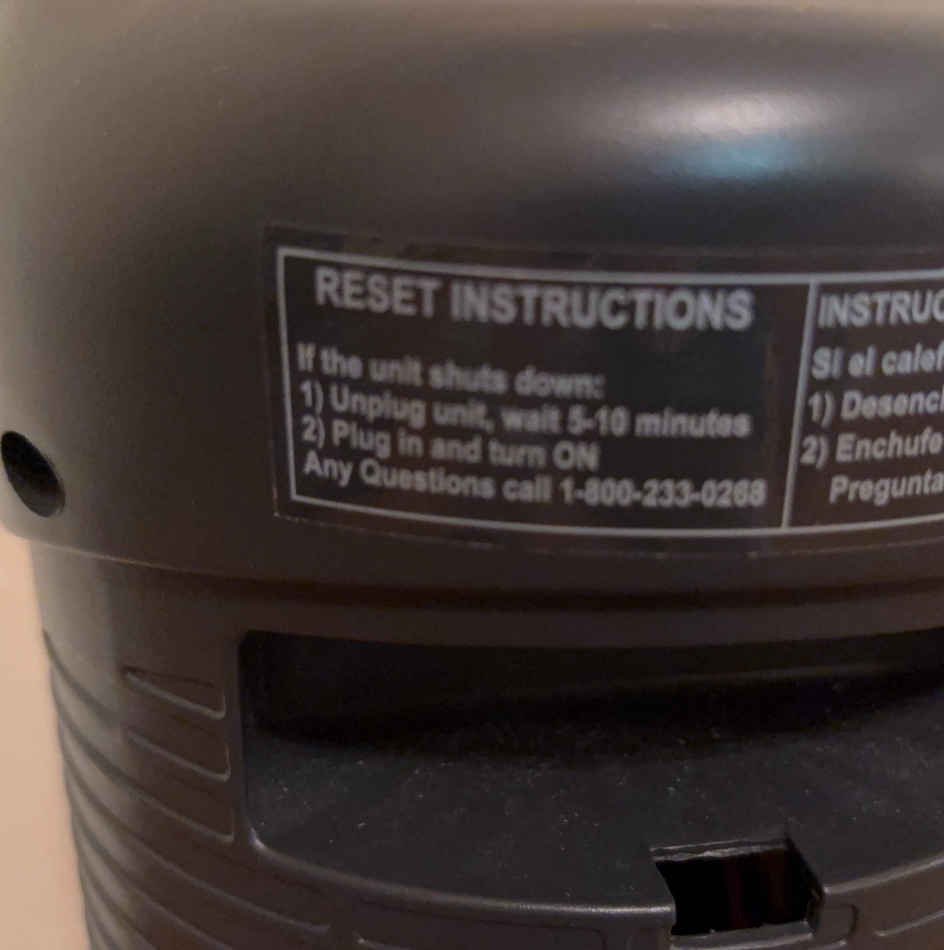 RESET INSTRUCTIONS
If the unit shuts down:
1) Unplug unit, wait 5-10 minutes
2) Plug in and turn ON
Any Questions call 1-800-233-0268
INSTRUC
Si el calef
1) Desench
2) Enchufe
Pregunta